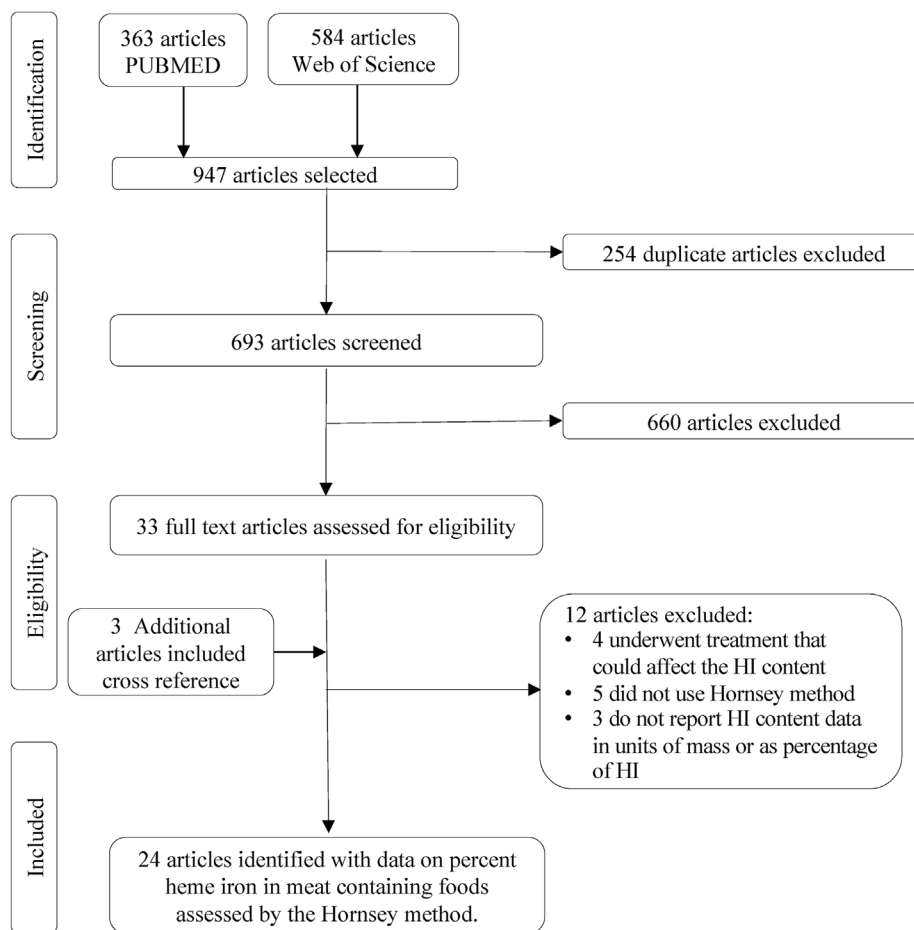 Identification
363 articles
PUBMED
584 articles
Web of Science
947 articles selected
Screening
254 duplicate articles excluded
693 articles screened
660 articles excluded
Eligibility
33 full text articles assessed for eligibility
3 Additional
articles included
cross reference
12 articles excluded:
• 4 underwent treatment that
could affect the HI content
• 5 did not use Hornsey method
• 3 do not report HI content data
in units of mass or as percentage
of HI
Included
24 articles identified with data on percent
heme iron in meat containing foods
assessed by the Hornsey method.